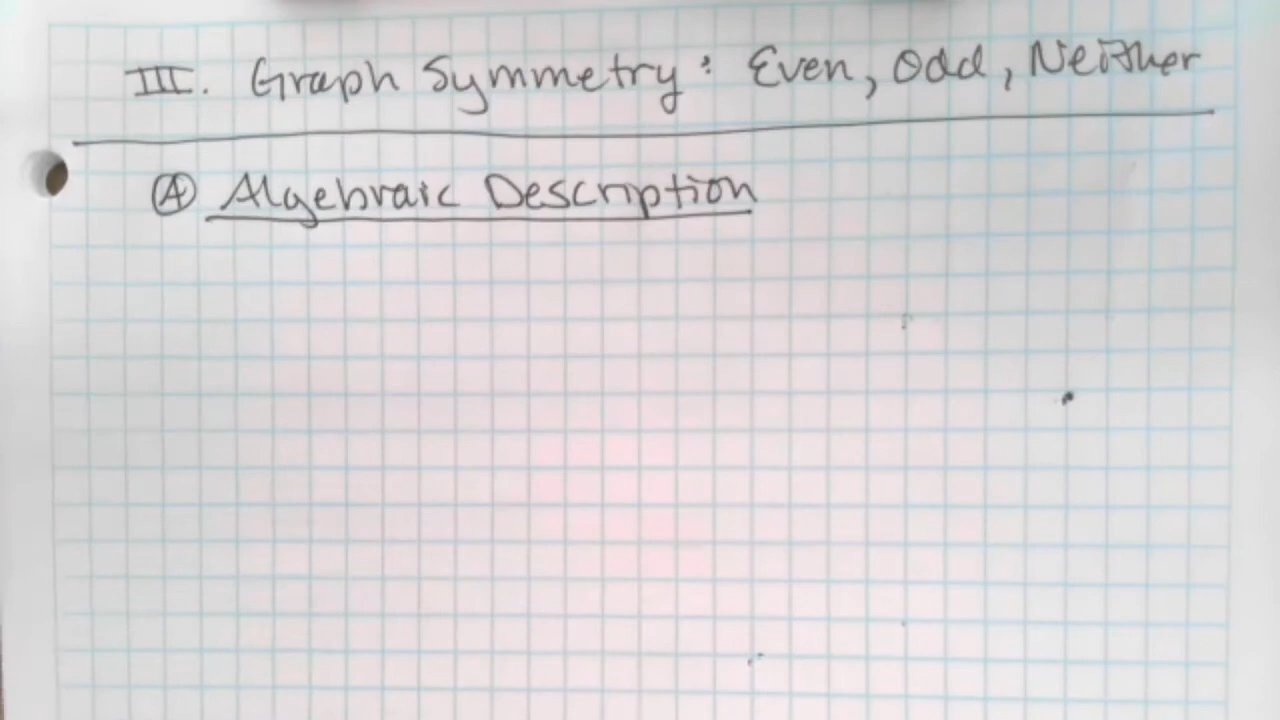 III. Graph Symmetry: Even, Odd, Neither
Ⓐ Algebraic Description